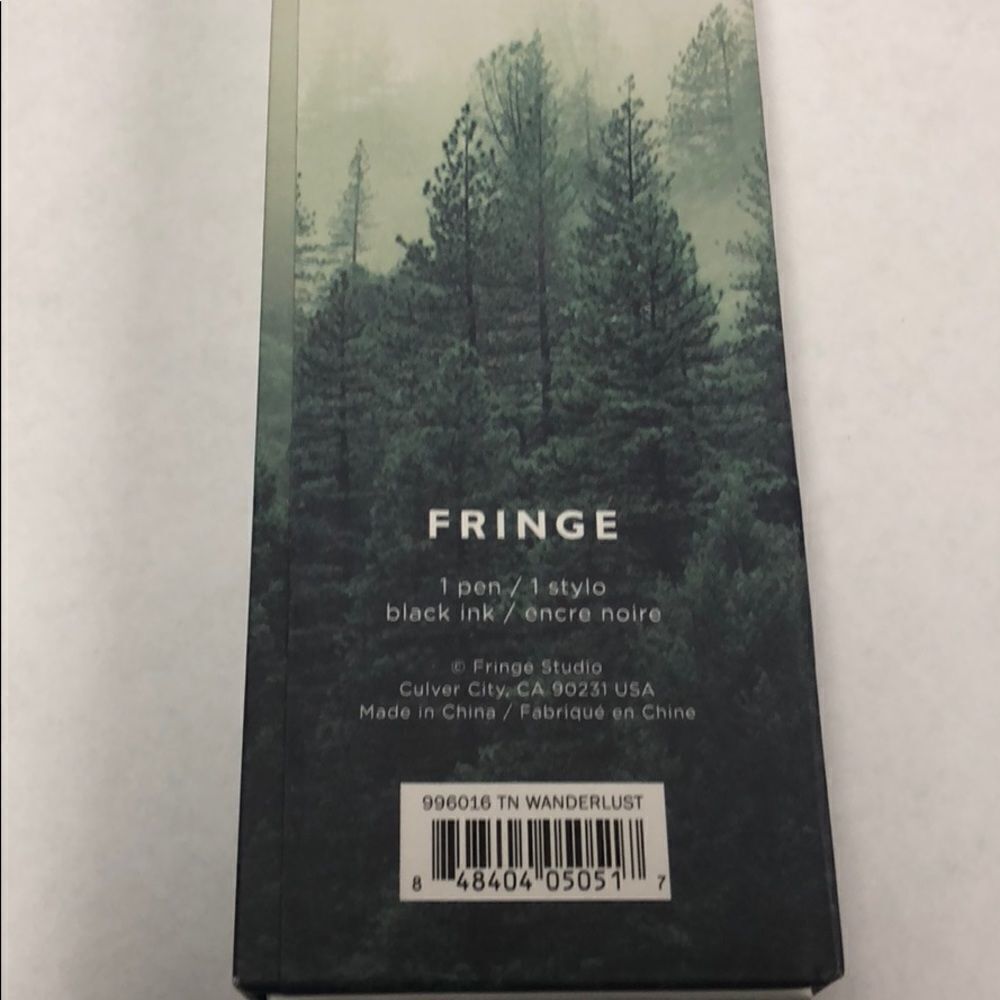 FRINGE
1 pen / 1 stylo
black ink / encre noire
© Fringe Studio
Culver City, CA 90231 USA
Made in China / Fabriqué en Chine
996016 TN WANDERLUST
8 48404 05051 7